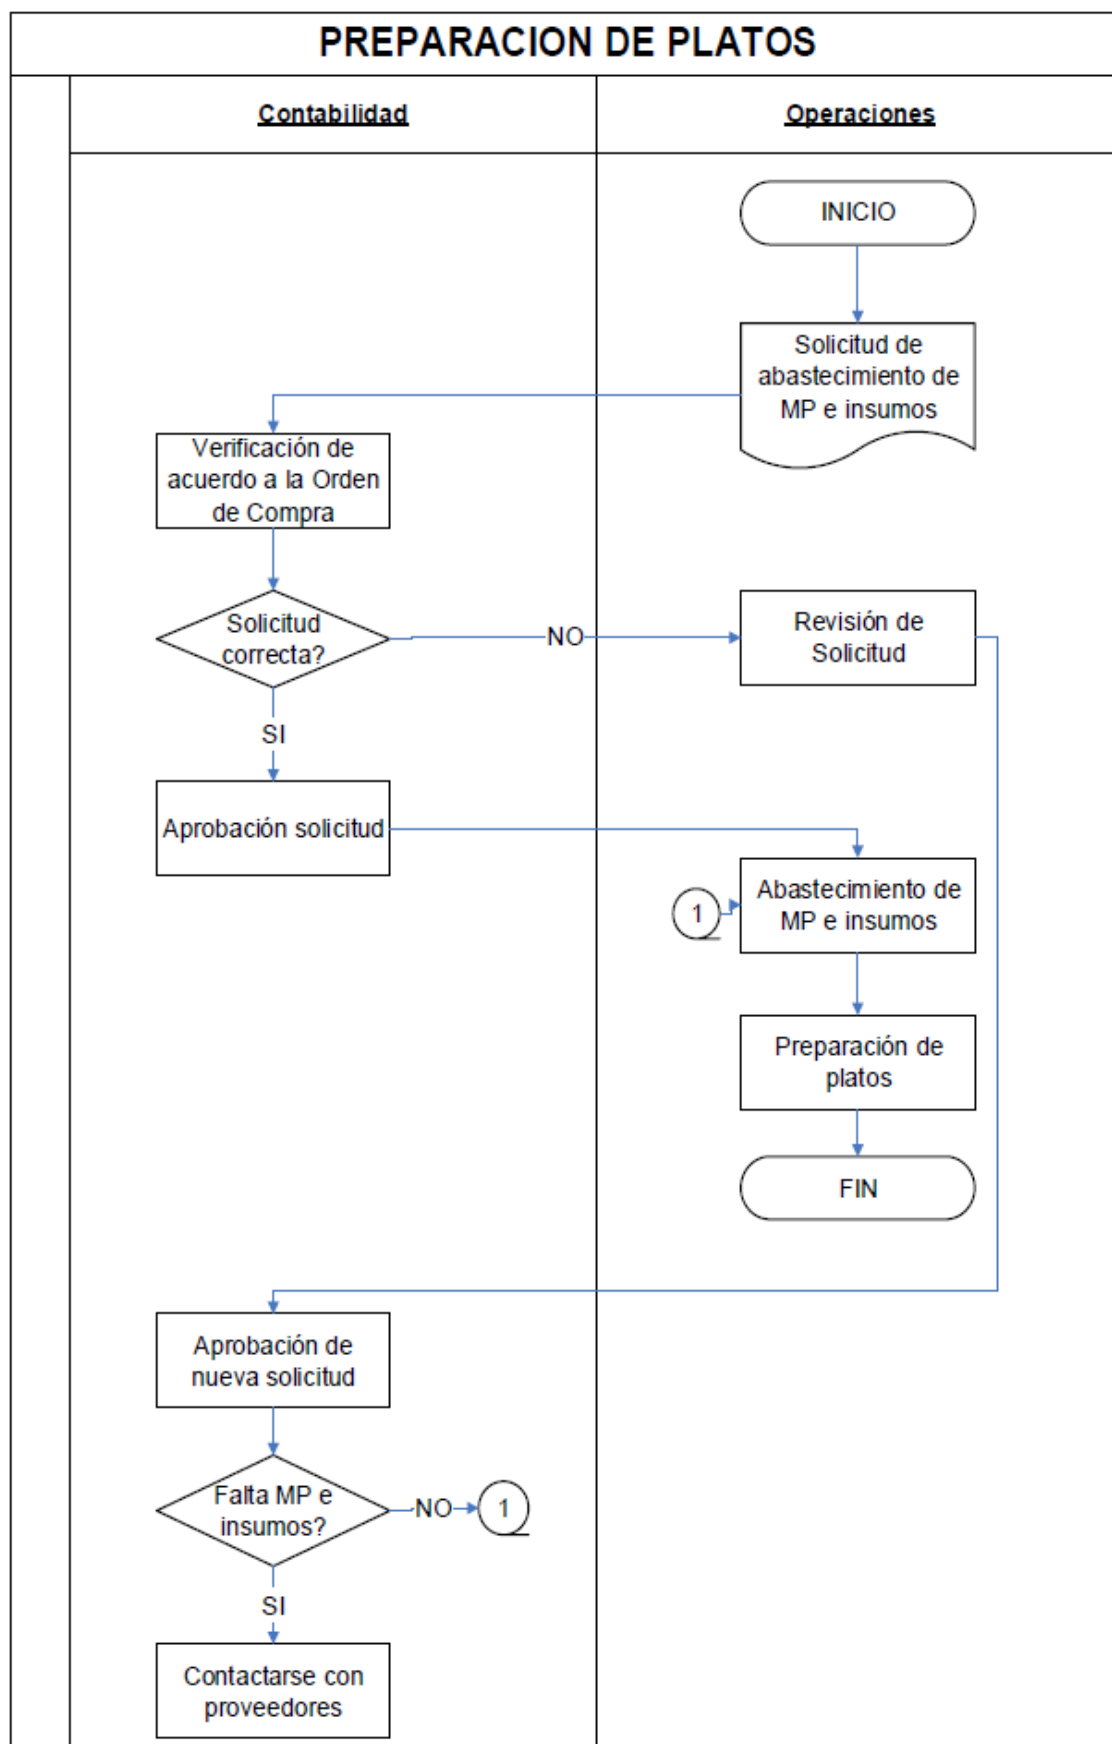 PREPARACION DE PLATOS
Contabilidad
Operaciones
INICIO
Solicitud de
abastecimiento de
MP e insumos
Verificación de
acuerdo a la Orden
de Compra
Solicitud
correcta?
NO
Revisión de
Solicitud
SI
Aprobación solicitud
1
Abastecimiento de
MP e insumos
Preparación de
platos
FIN
Aprobación de
nueva solicitud
Falta MP e
insumos?
NO
1
SI
Contactarse con
proveedores